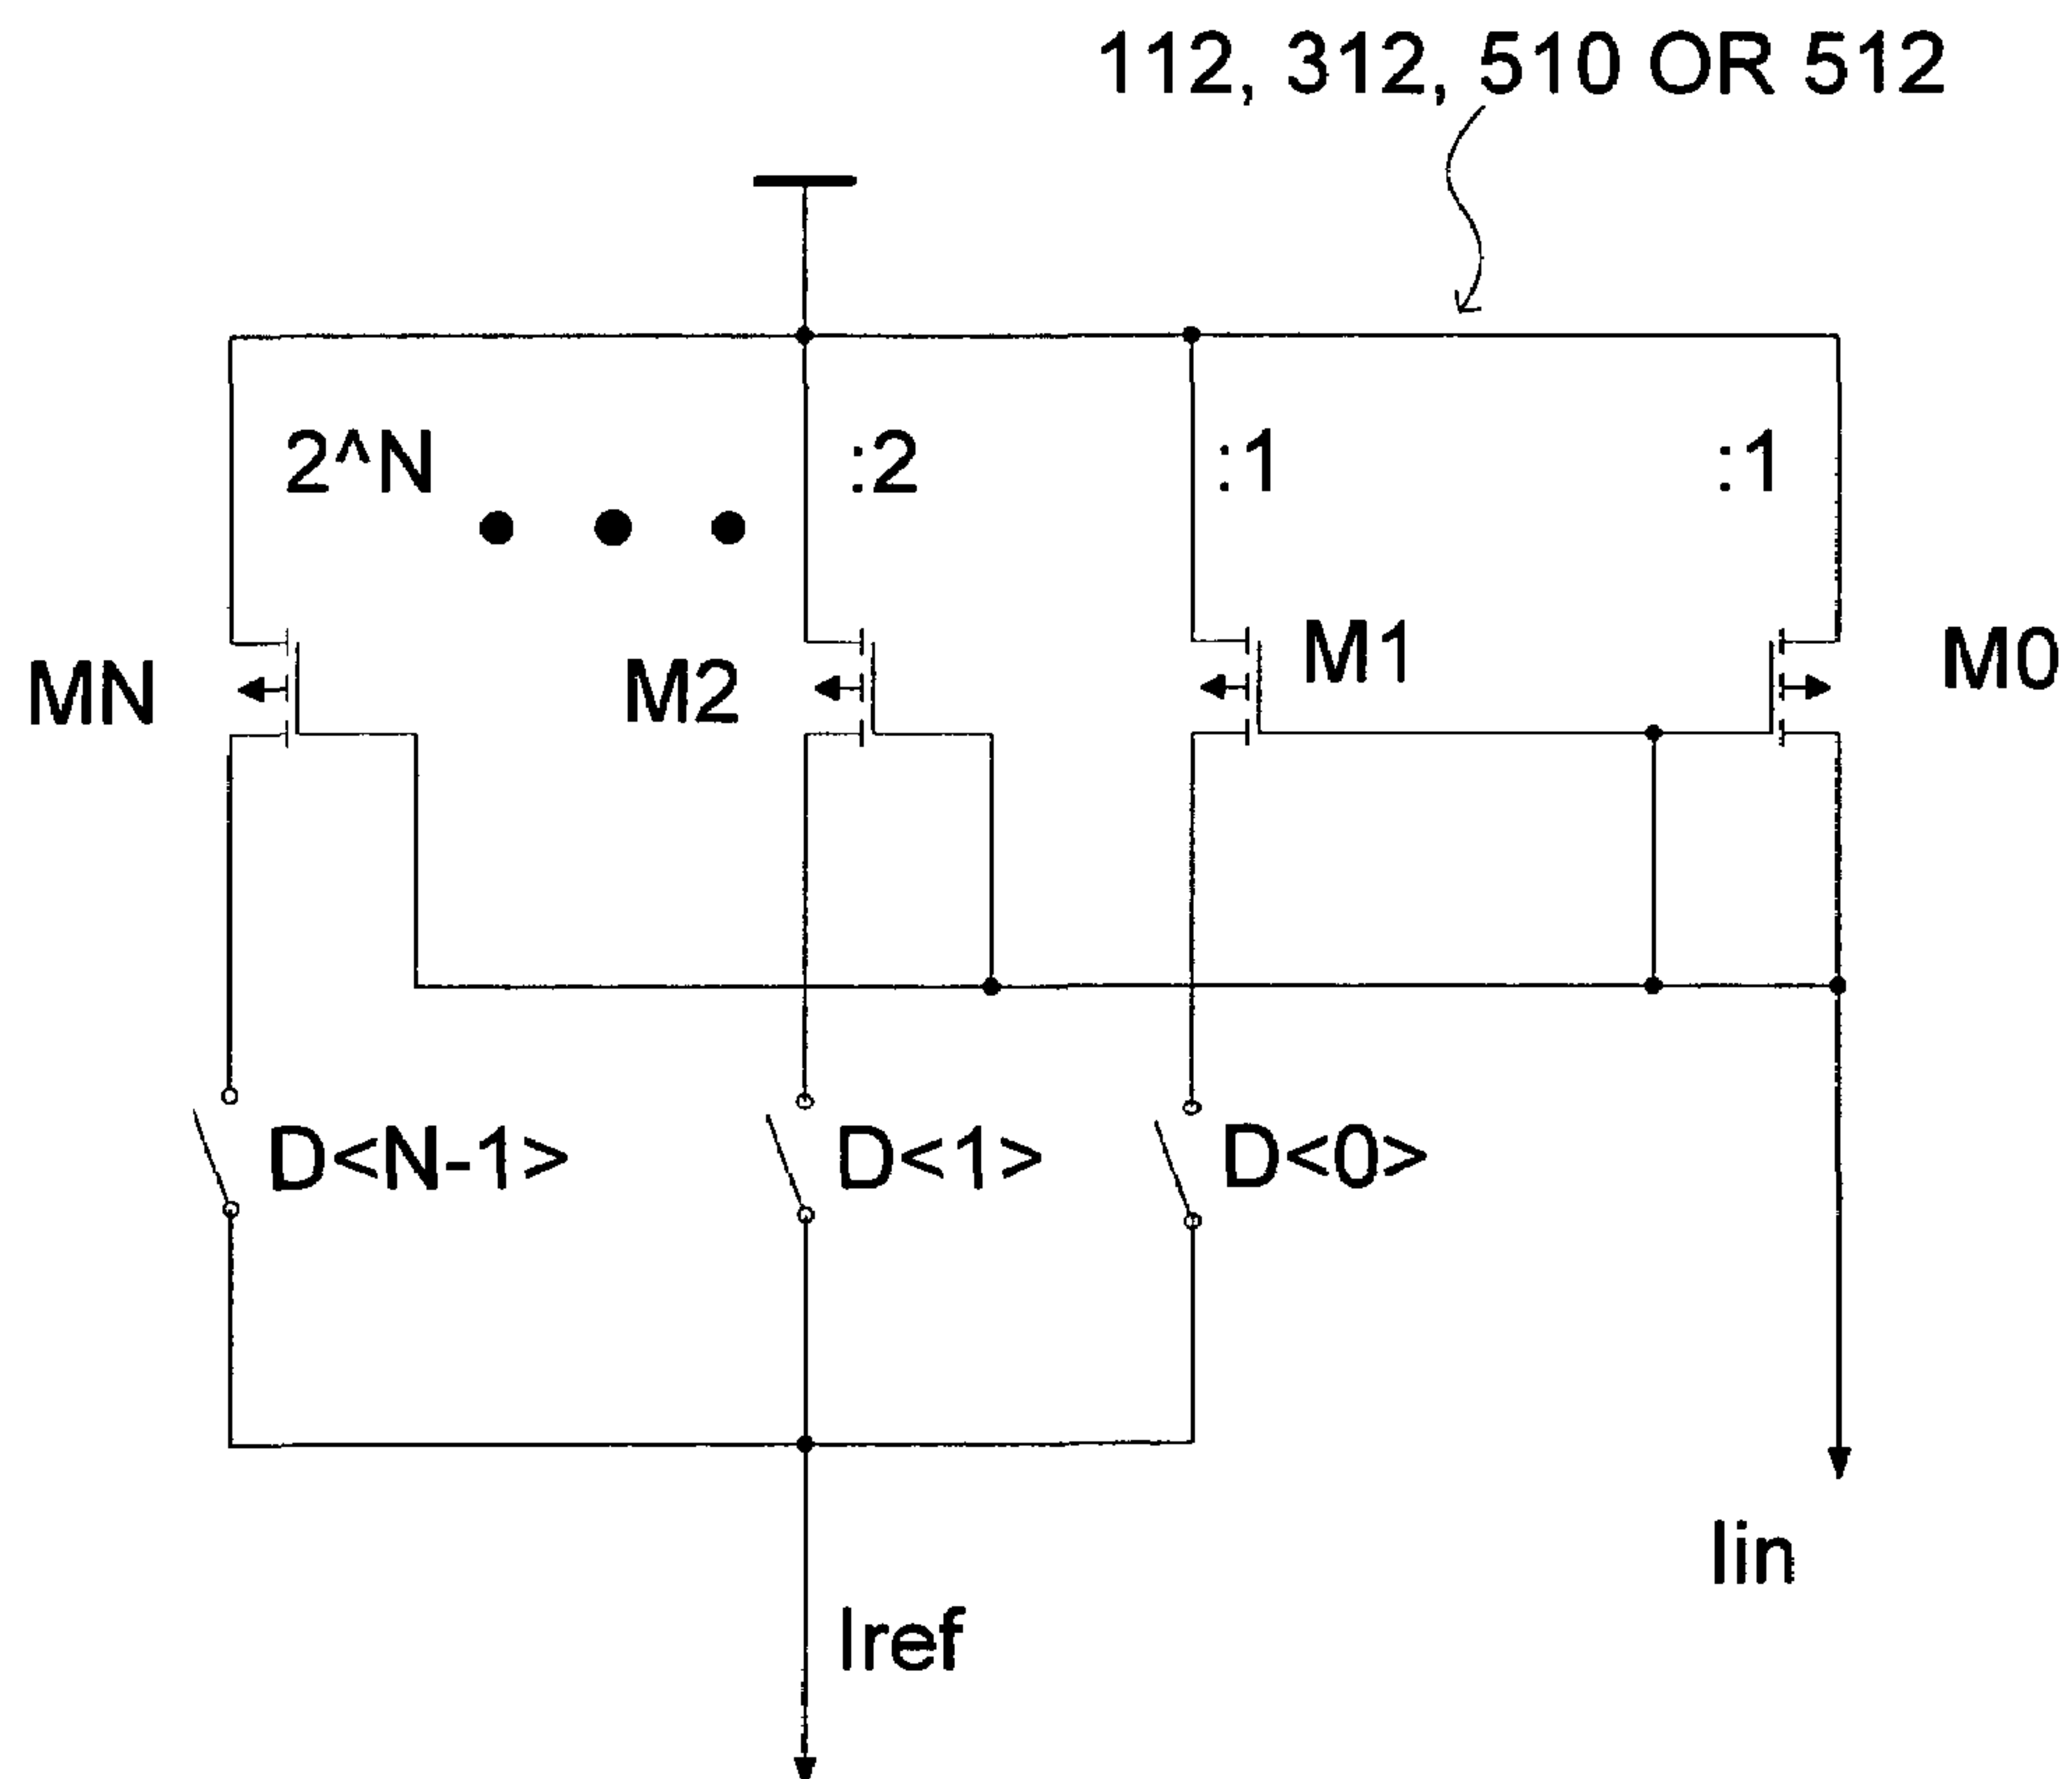 112, 312, 510 OR 512
2^N :2 :1 :1
MN M2 M1 M0
D<N-1> D<1> D<0>
Iin
Iref